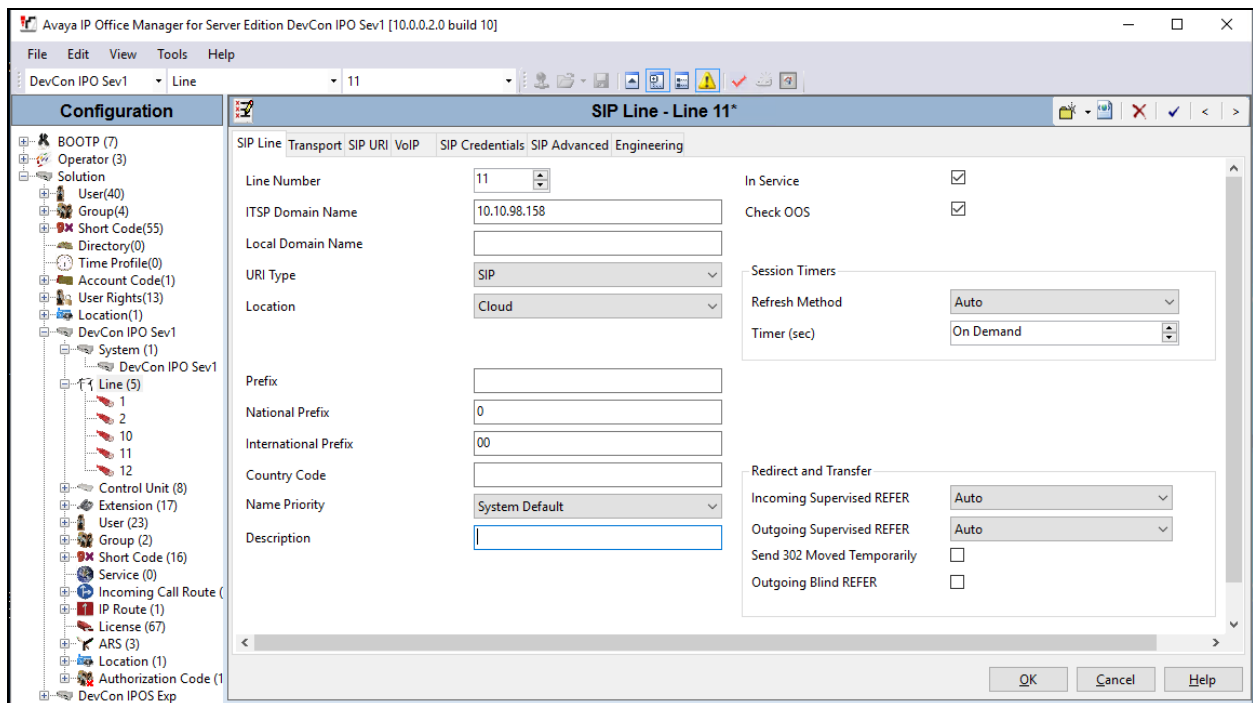 Avaya IP Office Manager for Server Edition DevCon IPO Sev1 [10.0.0.2.0 build 10]
File Edit View Tools Help
DevCon IPO Sev1 Line 11
Configuration
BOOTP (7)
Operator (3)
Solution
User(40)
Group(4)
Short Code(55)
Directory(0)
Time Profile(0)
Account Code(1)
User Rights(13)
Location(1)
DevCon IPO Sev1
System (1)
DevCon IPO Sev1
Line (5)
1
2
10
11
12
Control Unit (8)
Extension (17)
User (23)
Group (2)
Short Code (16)
Service (0)
Incoming Call Route (
IP Route (1)
License (67)
ARS (3)
Location (1)
Authorization Code (1
DevCon IPOS Exp
SIP Line - Line 11*
SIP Line Transport SIP URI VoIP SIP Credentials SIP Advanced Engineering
Line Number 11
ITSP Domain Name 10.10.98.158
Local Domain Name
URI Type SIP
Location Cloud
Prefix
National Prefix 0
International Prefix 00
Country Code
Name Priority System Default
Description
In Service
Check OOS
Session Timers
Refresh Method Auto
Timer (sec) On Demand
Redirect and Transfer
Incoming Supervised REFER Auto
Outgoing Supervised REFER Auto
Send 302 Moved Temporarily
Outgoing Blind REFER
OK Cancel Help